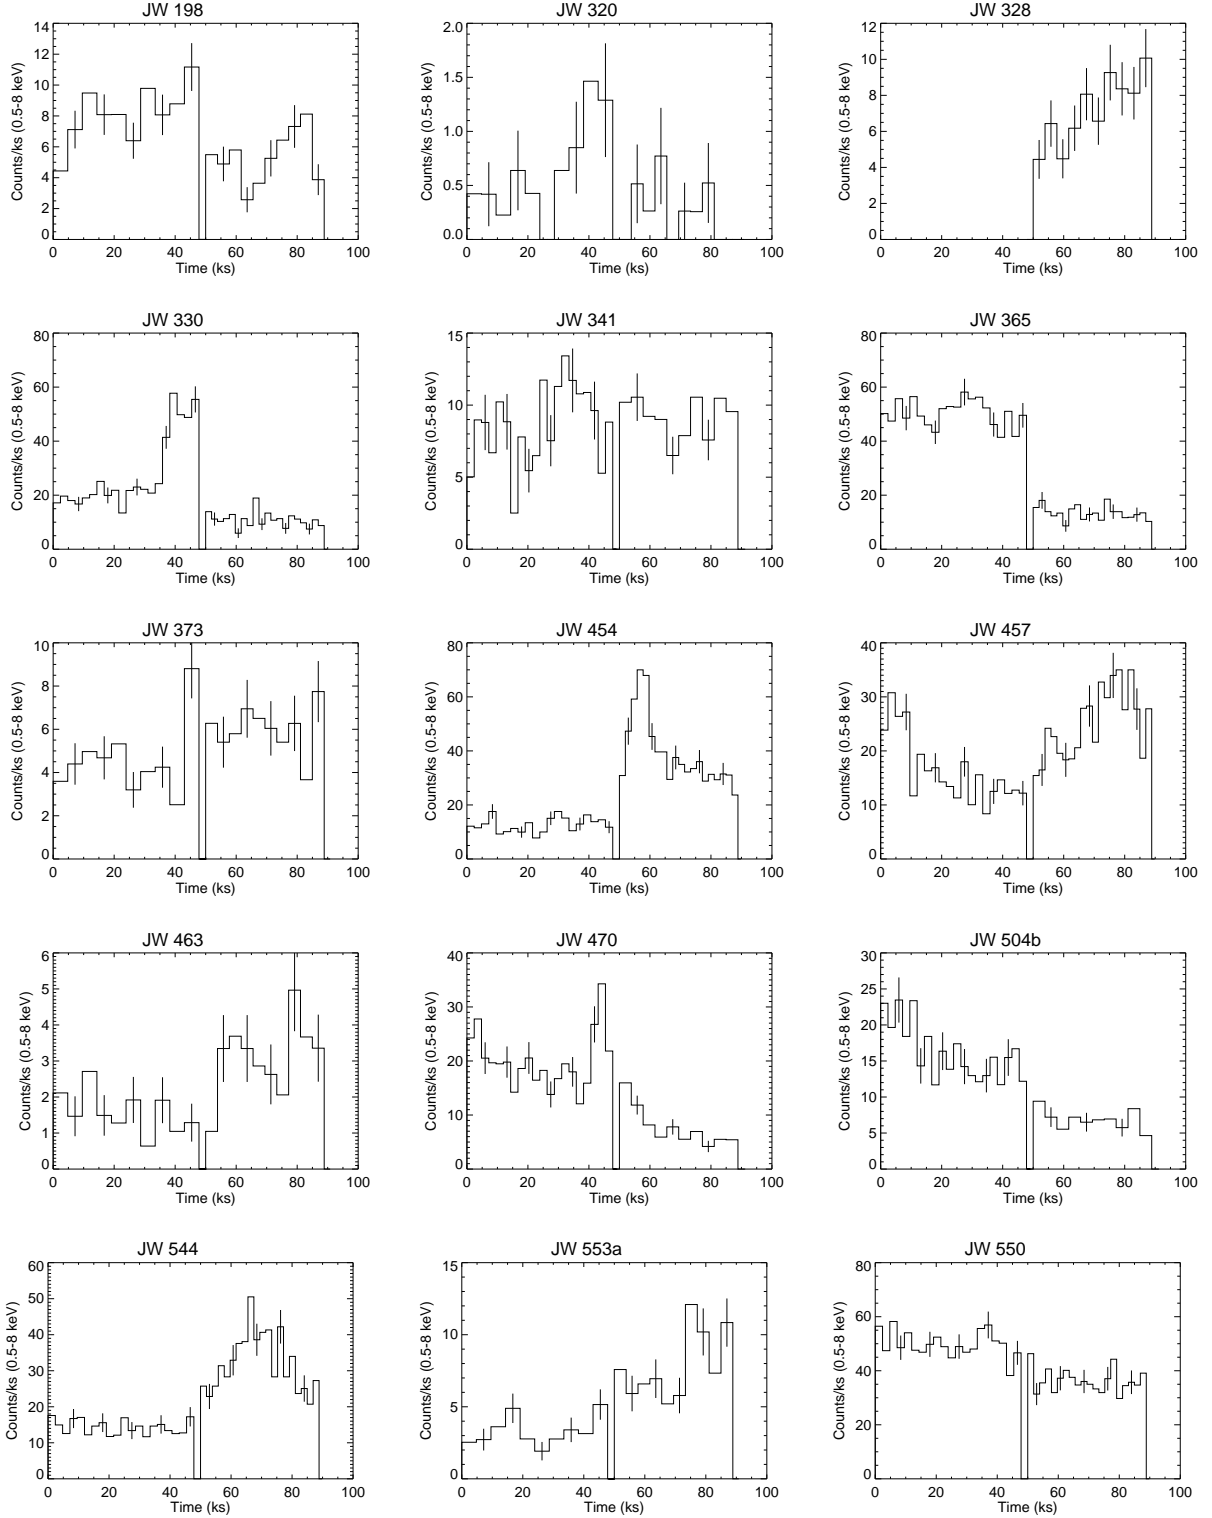 JW 198
JW 320
JW 328
14
12
10
8
6
4
2
0
Counts/ks (0.5-8 keV)
0 20 40 60 80 100
Time (ks)
2.0
1.5
1.0
0.5
0.0
Counts/ks (0.5-8 keV)
0 20 40 60 80 100
Time (ks)
12
10
8
6
4
2
0
Counts/ks (0.5-8 keV)
0 20 40 60 80 100
Time (ks)
JW 330
JW 341
JW 365
80
60
40
20
0
Counts/ks (0.5-8 keV)
0 20 40 60 80 100
Time (ks)
15
10
5
0
Counts/ks (0.5-8 keV)
0 20 40 60 80 100
Time (ks)
80
60
40
20
0
Counts/ks (0.5-8 keV)
0 20 40 60 80 100
Time (ks)
JW 373
JW 454
JW 457
10
8
6
4
2
0
Counts/ks (0.5-8 keV)
0 20 40 60 80 100
Time (ks)
80
60
40
20
0
Counts/ks (0.5-8 keV)
0 20 40 60 80 100
Time (ks)
40
30
20
10
0
Counts/ks (0.5-8 keV)
0 20 40 60 80 100
Time (ks)
JW 463
JW 470
JW 504b
6
5
4
3
2
1
0
Counts/ks (0.5-8 keV)
0 20 40 60 80 100
Time (ks)
40
30
20
10
0
Counts/ks (0.5-8 keV)
0 20 40 60 80 100
Time (ks)
30
25
20
15
10
5
0
Counts/ks (0.5-8 keV)
0 20 40 60 80 100
Time (ks)
JW 544
JW 553a
JW 550
60
50
40
30
20
10
0
Counts/ks (0.5-8 keV)
0 20 40 60 80 100
Time (ks)
15
10
5
0
Counts/ks (0.5-8 keV)
0 20 40 60 80 100
Time (ks)
80
60
40
20
0
Counts/ks (0.5-8 keV)
0 20 40 60 80 100
Time (ks)